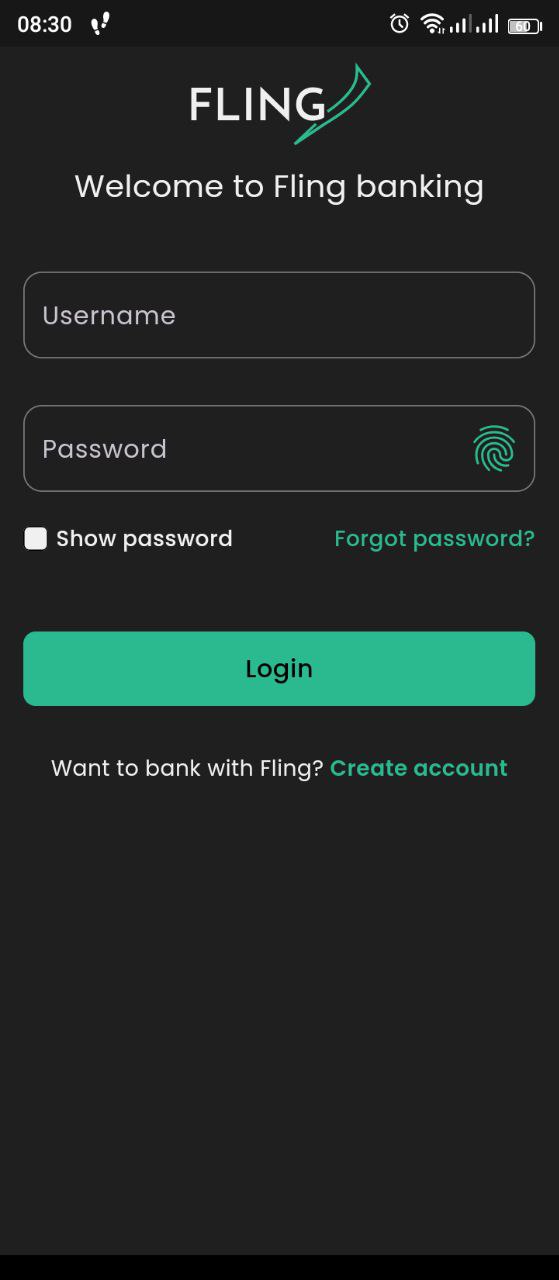 08:30
60
FLING
Welcome to Fling banking
Username
Password
Show password Forgot password?
Login
Want to bank with Fling? Create account